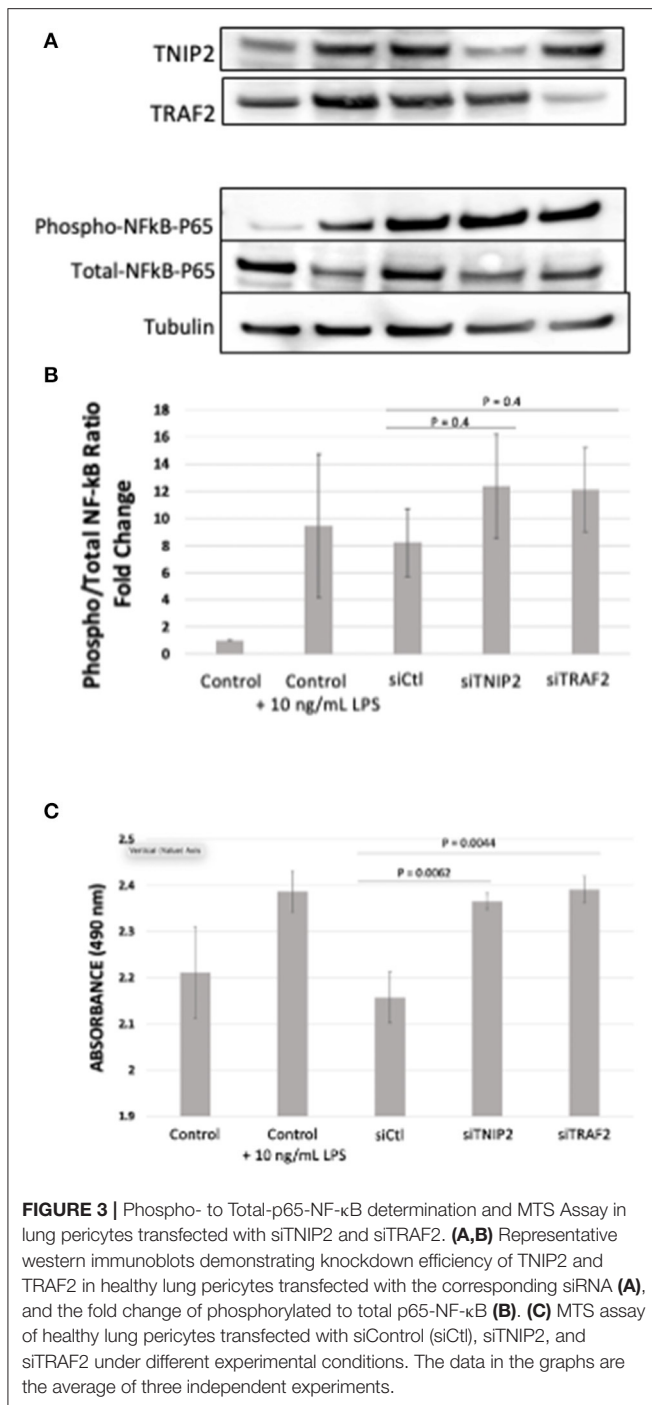 A
TNIP2
TRAF2
Phospho-NFkB-P65
Total-NFkB-P65
Tubulin
B
Phospho/Total NF-kB Ratio
Fold Change
18
16
14
12
10
8
6
4
2
0
P = 0.4
P = 0.4
Control
Control
+ 10 ng/mL LPS
siCtl
siTNIP2
siTRAF2
C
ABSORBANCE (490 nm)
2.5
2.4
2.3
2.2
2.1
2
1.9
Vertical (Value) Axis
P = 0.0044
P = 0.0062
Control
Control
+ 10 ng/mL LPS
siCtl
siTNIP2
siTRAF2
FIGURE 3 | Phospho- to Total-p65-NF-κB determination and MTS Assay in
lung pericytes transfected with siTNIP2 and siTRAF2. (A,B) Representative
western immunoblots demonstrating knockdown efficiency of TNIP2 and
TRAF2 in healthy lung pericytes transfected with the corresponding siRNA (A),
and the fold change of phosphorylated to total p65-NF-κB (B). (C) MTS assay
of healthy lung pericytes transfected with siControl (siCtl), siTNIP2, and
siTRAF2 under different experimental conditions. The data in the graphs are
the average of three independent experiments.